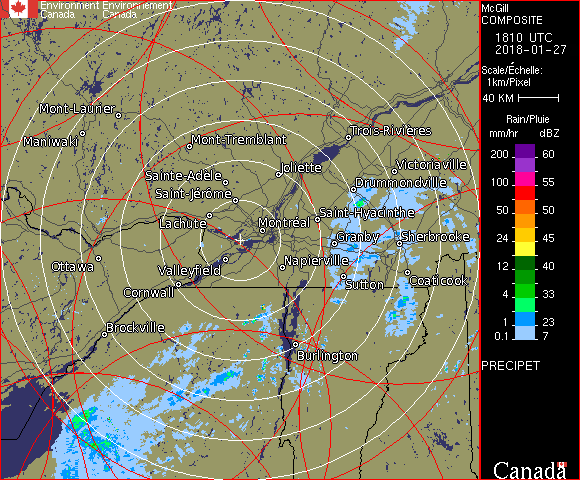 Environment Environnement
Canada Canada
McGill
COMPOSITE
1810 UTC
2018-01-27
Scale/Échelle:
1km/Pixel
40 KM
Rain/Pluie
mm/hr dBZ
200 60
100 55
50 50
24 45
12 40
4 33
1 23
0.1 7
PRECIPET
Canada
Mont-Laurier
Maniwaki
Mont-Tremblant
Trois-Rivières
Joliette
Victoriaville
Sainte-Adèle
Drummondville
Saint-Jérôme
Saint-Hyacinthe
Lachute
Montréal
Granby
Sherbrooke
Ottawa
Valleyfield
Napierville
Coaticook
Cornwall
Sutton
Brockville
Burlington